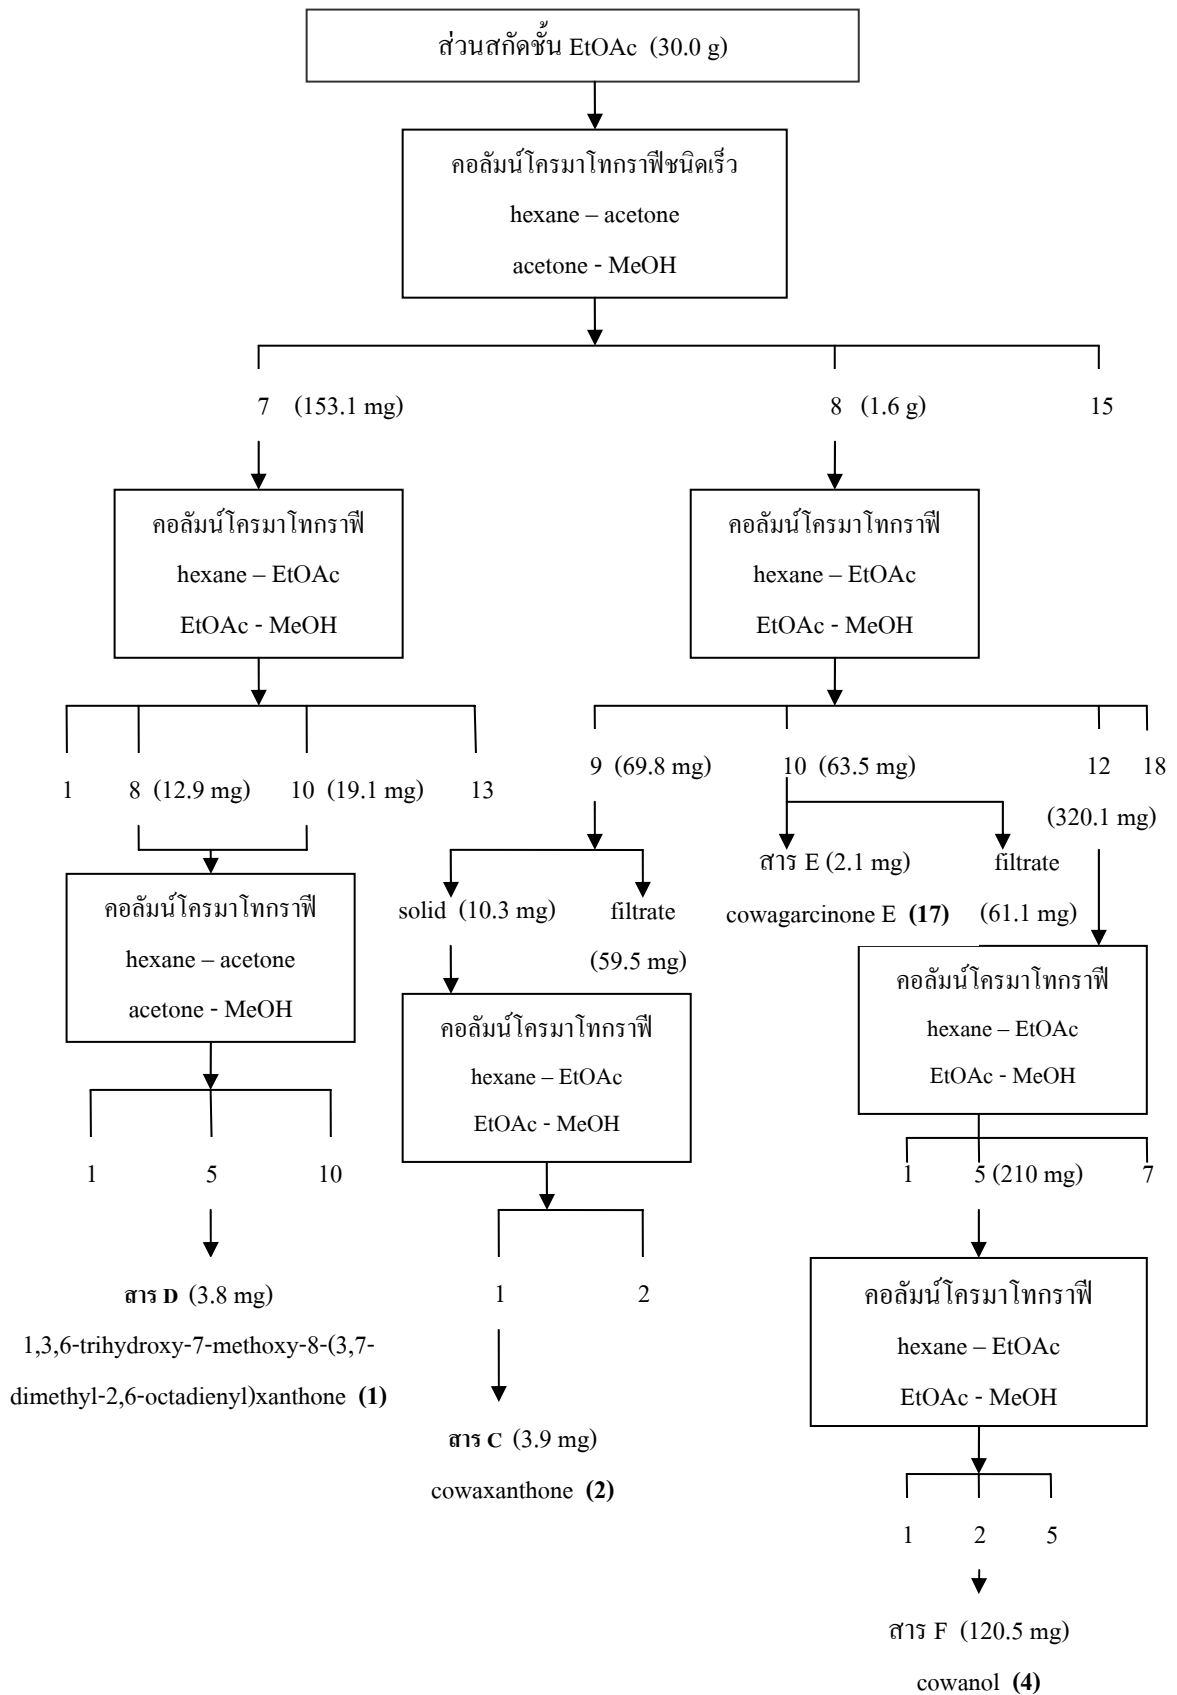 ส่วนสกัดชั้น EtOAc (30.0 g)
คอลัมน์โครมาโทกราฟีชนิดเร็ว
hexane – acetone
acetone - MeOH
7 (153.1 mg)
8 (1.6 g)
15
คอลัมน์โครมาโทกราฟี
hexane – EtOAc
EtOAc - MeOH
คอลัมน์โครมาโทกราฟี
hexane – EtOAc
EtOAc - MeOH
1
8 (12.9 mg)
10 (19.1 mg)
13
9 (69.8 mg)
10 (63.5 mg)
12
18
(320.1 mg)
คอลัมน์โครมาโทกราฟี
hexane – acetone
acetone - MeOH
solid (10.3 mg)
filtrate
(59.5 mg)
สาร E (2.1 mg)
cowagarcinone E (17)
filtrate
(61.1 mg)
คอลัมน์โครมาโทกราฟี
hexane – EtOAc
EtOAc - MeOH
คอลัมน์โครมาโทกราฟี
hexane – EtOAc
EtOAc - MeOH
1
5
10
1
5 (210 mg)
7
สาร D (3.8 mg)
1,3,6-trihydroxy-7-methoxy-8-(3,7-
dimethyl-2,6-octadienyl)xanthone (1)
1
2
สาร C (3.9 mg)
cowaxanthone (2)
คอลัมน์โครมาโทกราฟี
hexane – EtOAc
EtOAc - MeOH
1
2
5
สาร F (120.5 mg)
cowanol (4)